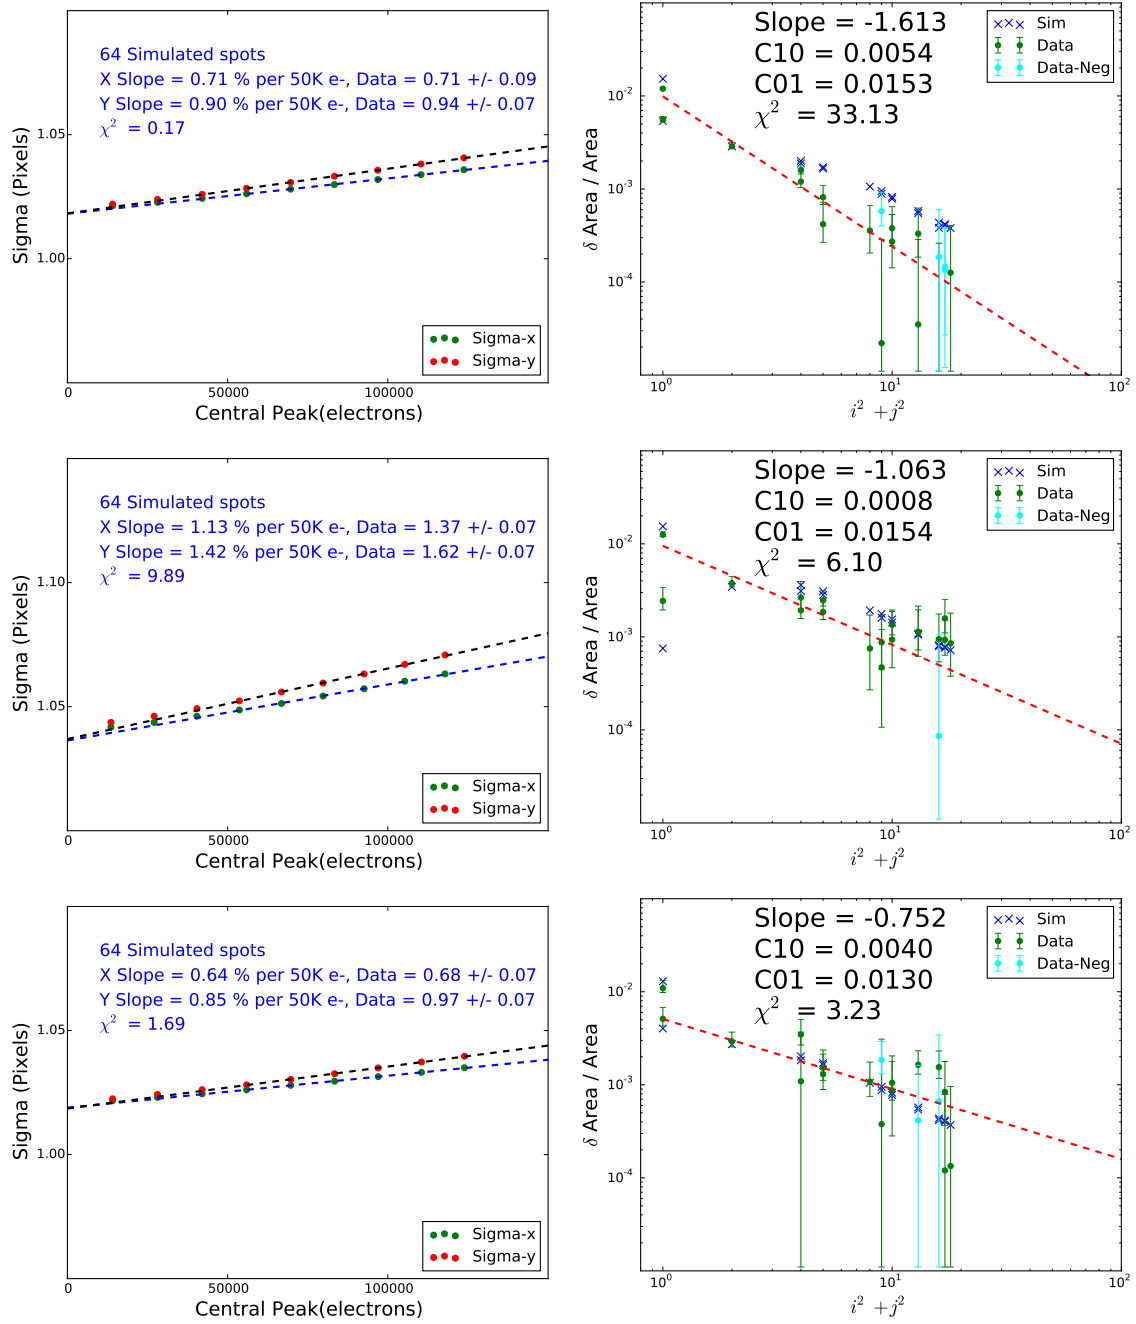 64 Simulated spots
X Slope = 0.71 % per 50K e-, Data = 0.71 +/- 0.09
Y Slope = 0.90 % per 50K e-, Data = 0.94 +/- 0.07
χ² = 0.17
1.05
1.00
Sigma (Pixels)
Sigma-x
Sigma-y
0 50000 100000
Central Peak(electrons)
Slope = -1.613
C10 = 0.0054
C01 = 0.0153
χ² = 33.13
Sim
Data
Data-Neg
10⁻²
10⁻³
10⁻⁴
δ Area / Area
10⁰ 10¹ 10²
i² + j²
64 Simulated spots
X Slope = 1.13 % per 50K e-, Data = 1.37 +/- 0.07
Y Slope = 1.42 % per 50K e-, Data = 1.62 +/- 0.07
χ² = 9.89
1.10
1.05
Sigma (Pixels)
Sigma-x
Sigma-y
0 50000 100000
Central Peak(electrons)
Slope = -1.063
C10 = 0.0008
C01 = 0.0154
χ² = 6.10
Sim
Data
Data-Neg
10⁻²
10⁻³
10⁻⁴
δ Area / Area
10⁰ 10¹ 10²
i² + j²
64 Simulated spots
X Slope = 0.64 % per 50K e-, Data = 0.68 +/- 0.07
Y Slope = 0.85 % per 50K e-, Data = 0.97 +/- 0.07
χ² = 1.69
1.05
1.00
Sigma (Pixels)
Sigma-x
Sigma-y
0 50000 100000
Central Peak(electrons)
Slope = -0.752
C10 = 0.0040
C01 = 0.0130
χ² = 3.23
Sim
Data
Data-Neg
10⁻²
10⁻³
10⁻⁴
δ Area / Area
10⁰ 10¹ 10²
i² + j²